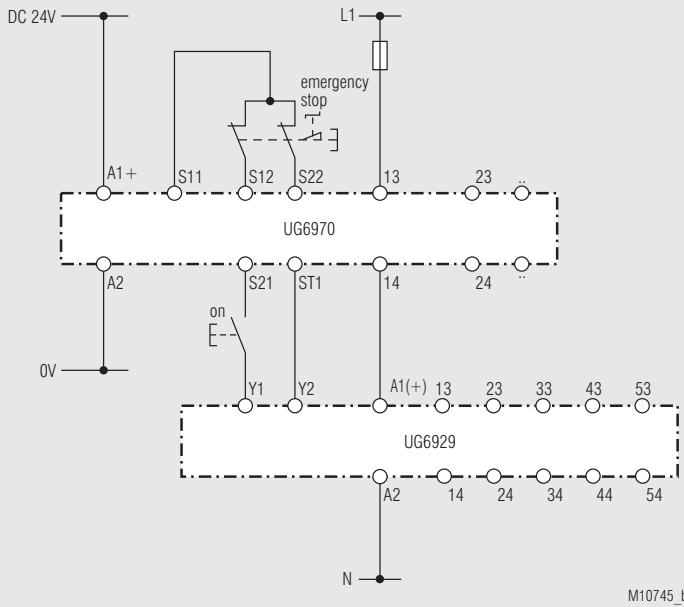 DC 24V
L1
emergency
stop
A1+
S11
S12
S22
13
23
..
UG6970
A2
S21
ST1
14
24
..
on
0V
Y1
Y2
A1(+)
13
23
33
43
53
UG6929
A2
14
24
34
44
54
N